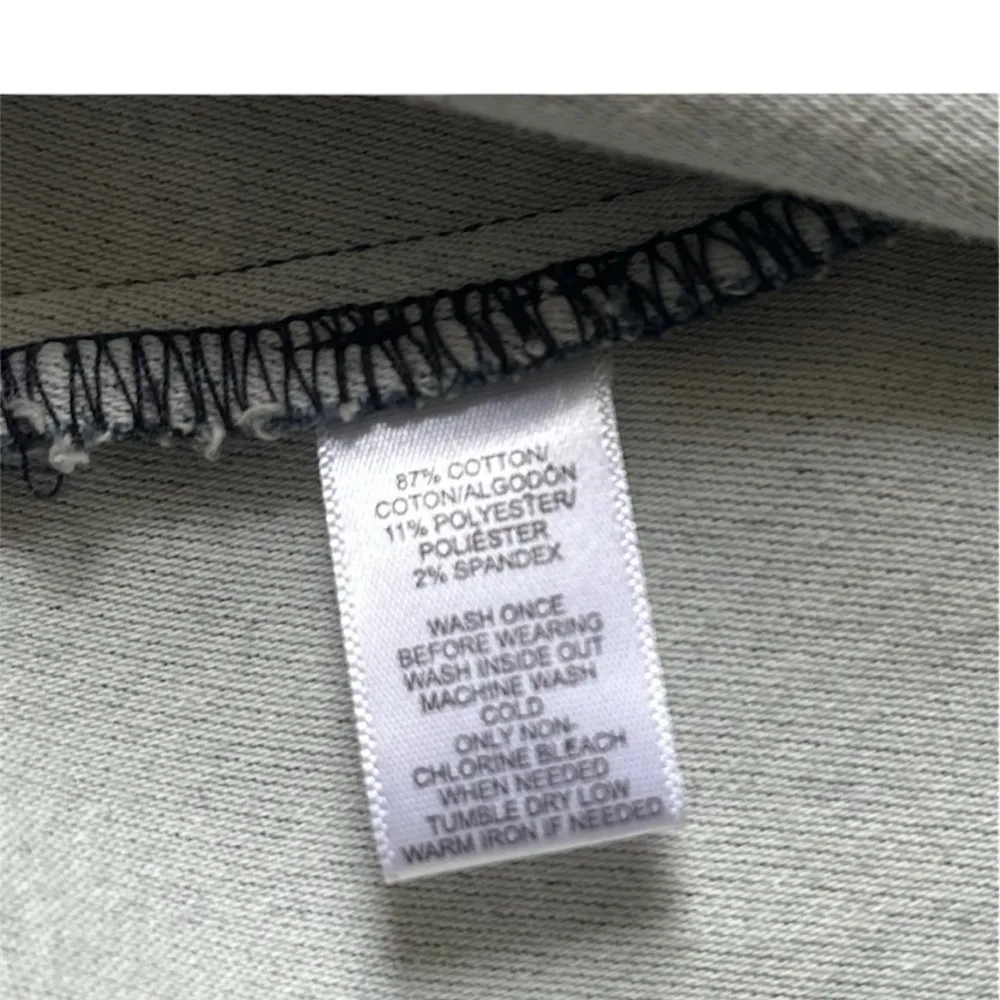 87% COTTON/
COTON/ALGODÓN
11% POLYESTER/
POLIÉSTER
2% SPANDEX
WASH ONCE
BEFORE WEARING
WASH INSIDE OUT
MACHINE WASH
COLD
ONLY NON-
CHLORINE BLEACH
WHEN NEEDED
TUMBLE DRY LOW
WARM IRON IF NEEDED